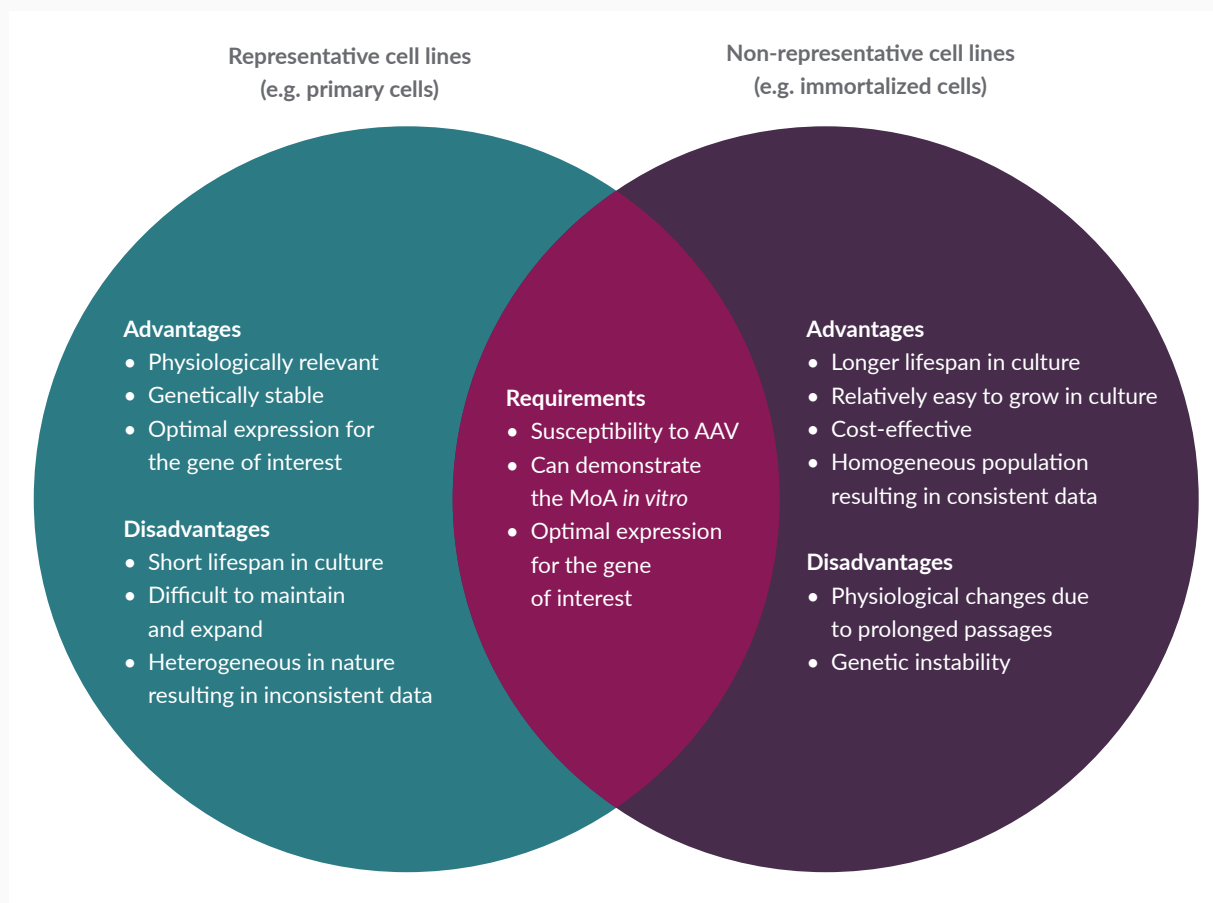 Representative cell lines
(e.g. primary cells)
Non-representative cell lines
(e.g. immortalized cells)
Advantages
• Physiologically relevant
• Genetically stable
• Optimal expression for
the gene of interest
Disadvantages
• Short lifespan in culture
• Difficult to maintain
and expand
• Heterogeneous in nature
resulting in inconsistent data
Requirements
• Susceptibility to AAV
• Can demonstrate
the MoA in vitro
• Optimal expression
for the gene
of interest
Advantages
• Longer lifespan in culture
• Relatively easy to grow in culture
• Cost-effective
• Homogeneous population
resulting in consistent data
Disadvantages
• Physiological changes due
to prolonged passages
• Genetic instability